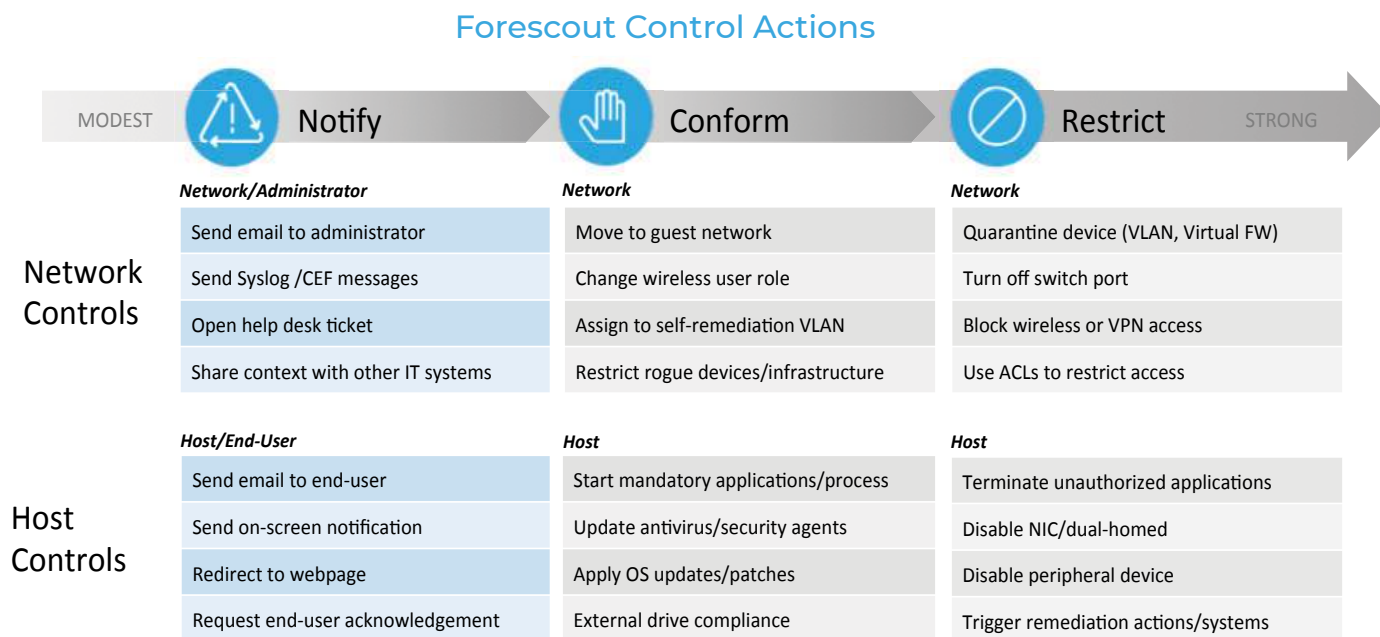 Forescout Control Actions
MODEST
Notify
Conform
Restrict
STRONG
Network/Administrator
Network
Network
Network
Controls
Send email to administrator
Move to guest network
Quarantine device (VLAN, Virtual FW)
Send Syslog /CEF messages
Change wireless user role
Turn off switch port
Open help desk ticket
Assign to self-remediation VLAN
Block wireless or VPN access
Share context with other IT systems
Restrict rogue devices/infrastructure
Use ACLs to restrict access
Host/End-User
Host
Host
Host
Controls
Send email to end-user
Start mandatory applications/process
Terminate unauthorized applications
Send on-screen notification
Update antivirus/security agents
Disable NIC/dual-homed
Redirect to webpage
Apply OS updates/patches
Disable peripheral device
Request end-user acknowledgement
External drive compliance
Trigger remediation actions/systems